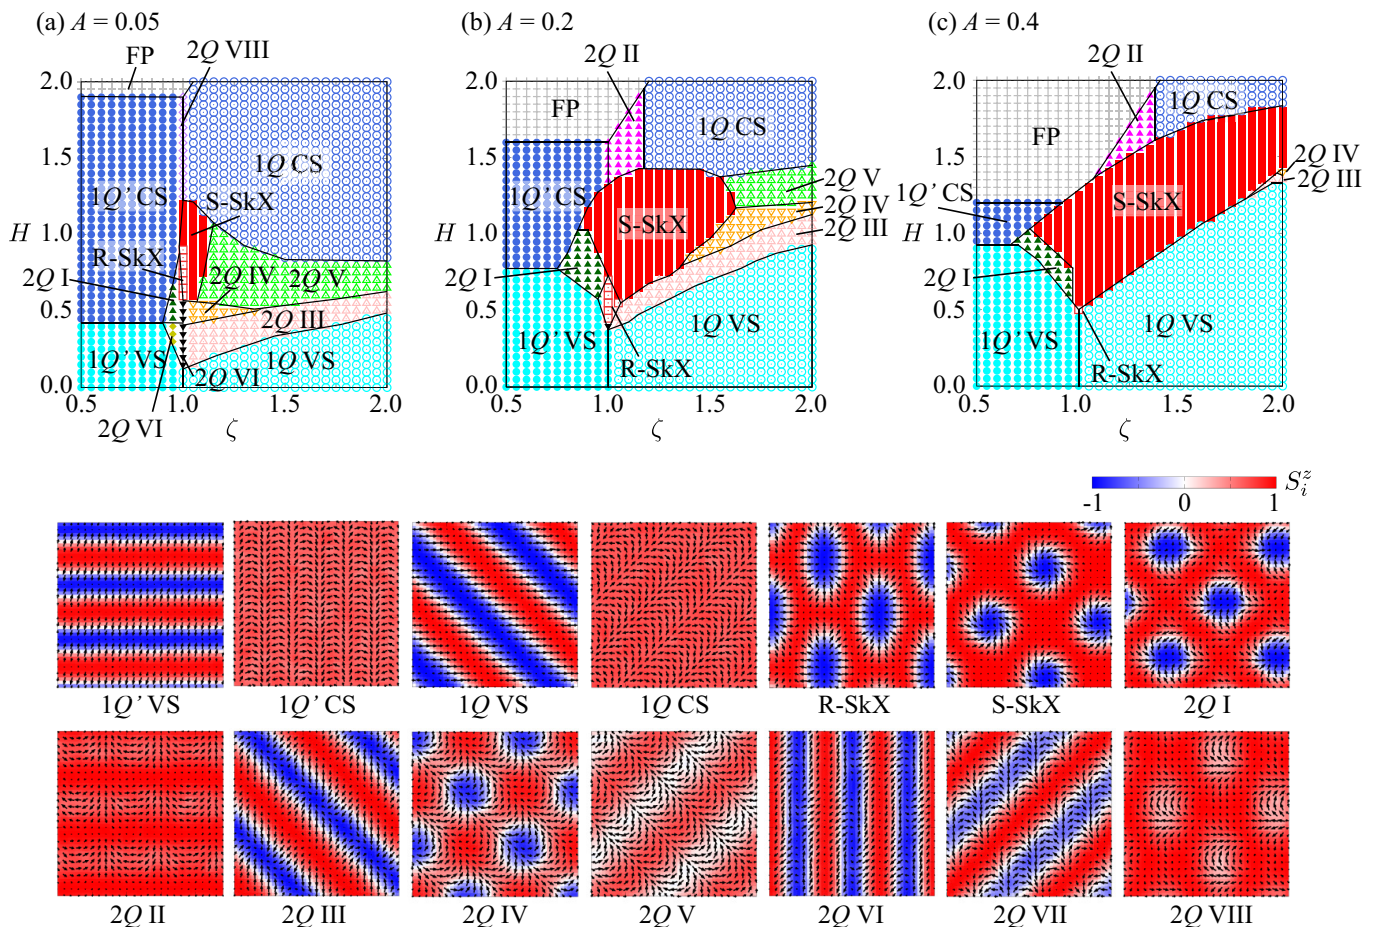 (a) A = 0.05
2Q VIII
FP
2.0
1.5
1.0
0.5
0.0
H
1Q' CS
1Q CS
S-SkX
R-SkX
2Q I
2Q IV
2Q V
2Q III
1Q' VS
1Q VS
2Q VI
2Q VI
0.5
1.0
1.5
2.0
ζ
(b) A = 0.2
2Q II
FP
2.0
1.5
1.0
0.5
0.0
H
1Q CS
1Q' CS
S-SkX
2Q V
2Q IV
2Q III
2Q I
1Q' VS
1Q VS
R-SkX
0.5
1.0
1.5
2.0
ζ
(c) A = 0.4
2Q II
FP
2.0
1.5
1.0
0.5
0.0
H
1Q CS
1Q' CS
S-SkX
2Q IV
2Q III
2Q I
1Q' VS
1Q VS
R-SkX
0.5
1.0
1.5
2.0
ζ
S_i^z
-1 0 1
1Q' VS 1Q' CS 1Q VS 1Q CS R-SkX S-SkX 2Q I
2Q II 2Q III 2Q IV 2Q V 2Q VI 2Q VII 2Q VIII